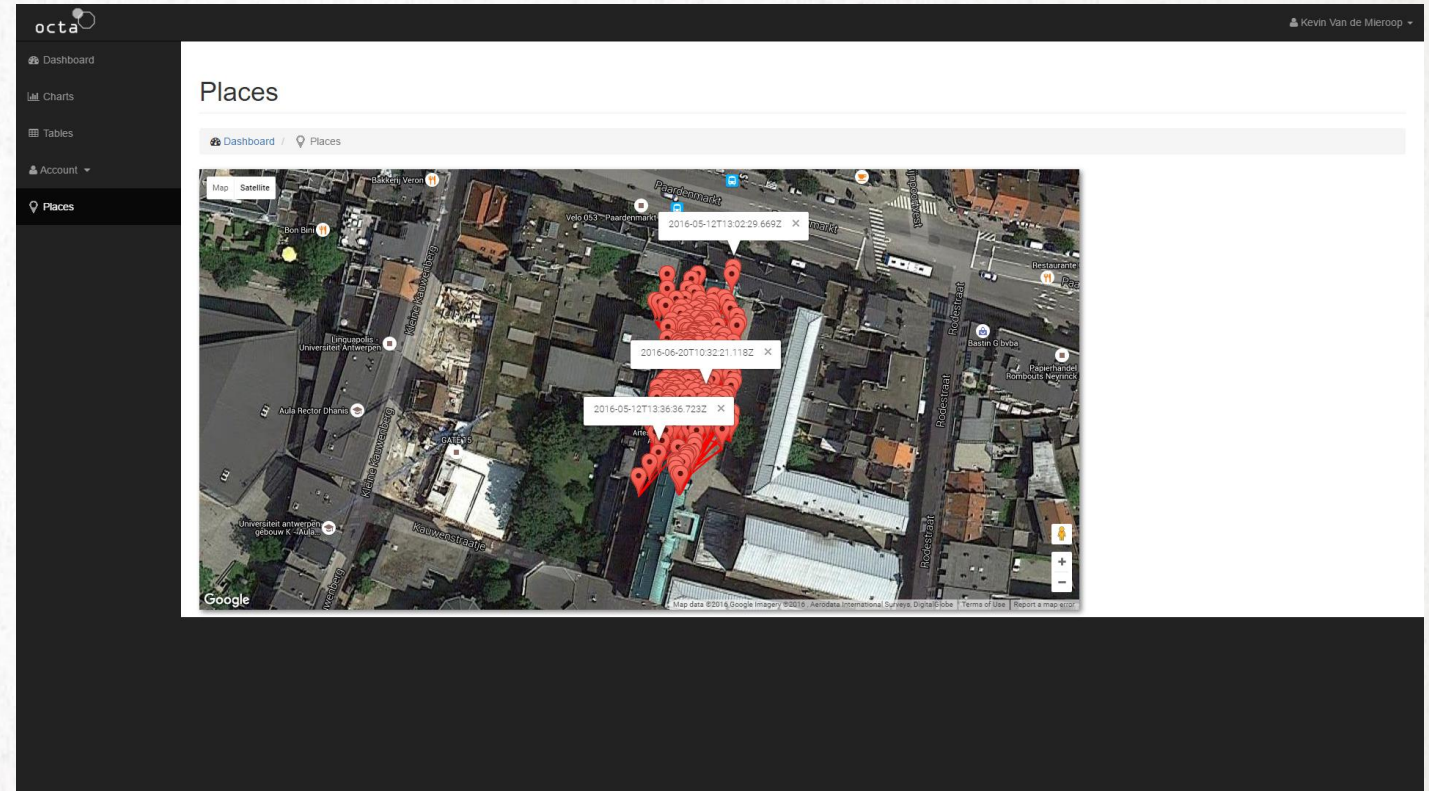 octa
Kevin Van de Mieroop
Dashboard
Charts
Tables
Account
Places
Places
Dashboard / Places
Map Satellite
Bakkerij Veron
Paardenmarkt
Velo 053 - Paardenmarkt
2016-05-12T13:02:29.669Z ×
Bon Bini
Restaurante
Kleine Kauwenberg
Rodestraat
Linguapolis -
Universiteit Antwerpen
2016-06-20T10:32:21.118Z ×
Bastin G bvba
Papierhandel
Rombouts Neyrinck
Aula Rector Dhanis
2016-05-12T13:36:36.723Z ×
Rodestraat
GATE 15
Kleine Kauwenberg
Universiteit antwerpen
gebouw K - Aula...
Kauwenstraatje
Rodestraat
+
−
Google
Map data ©2016 Google Imagery ©2016 , Aerodata International Surveys, DigitalGlobe Terms of Use Report a map error